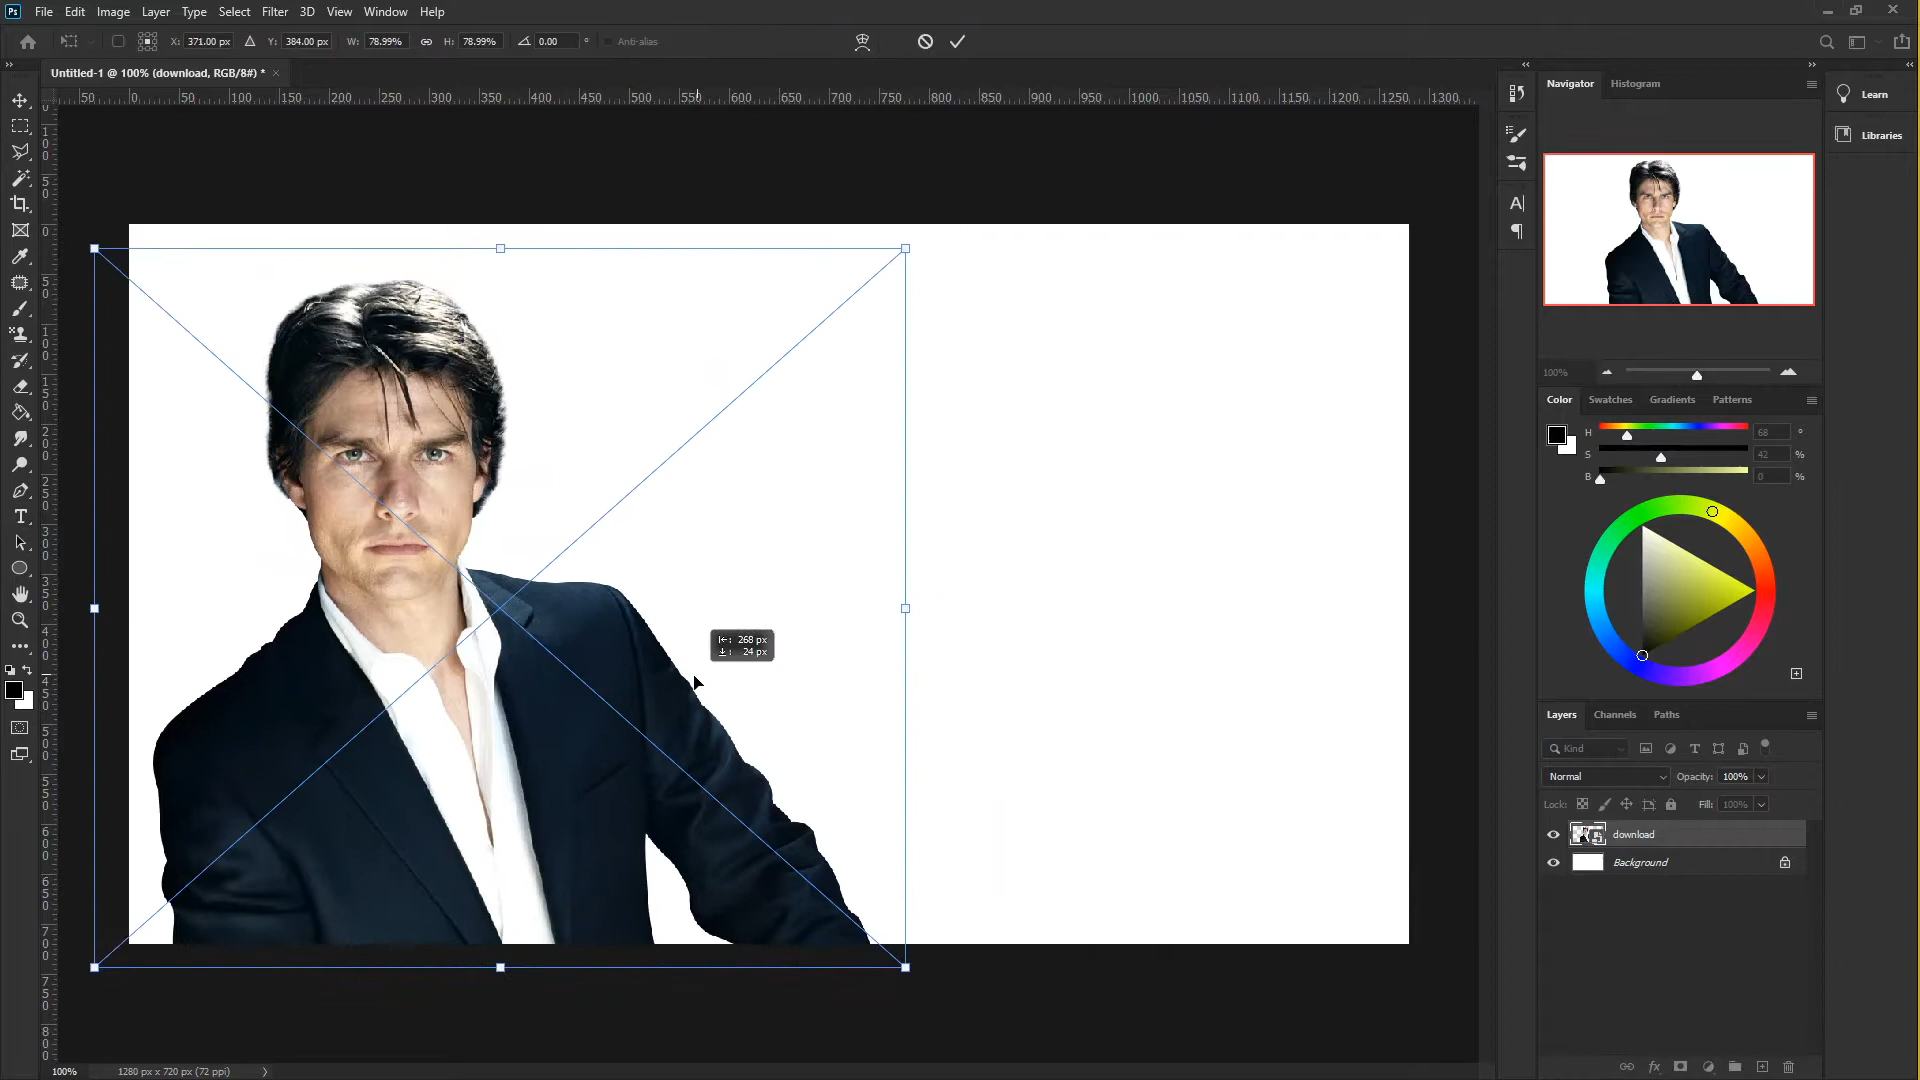 Ps File Edit Image Layer Type Select Filter 3D View Window Help
X: 371.00 px Y: 384.00 px W: 78.99% H: 78.99% 0.00 ° Anti-alias
Untitled-1 @ 100% (download, RGB/8#) * ×
50 0 50 100 150 200 250 300 350 400 450 500 550 600 650 700 750 800 850 900 950 1000 1050 1100 1150 1200 1250 1300
Navigator Histogram
Learn
Libraries
100%
Color Swatches Gradients Patterns
H 68 °
S 42 %
B 0 %
268 px
24 px
Layers Channels Paths
Kind
Normal Opacity: 100%
Lock: Fill: 100%
download
Background
fx
100% 1280 px x 720 px (72 ppi)